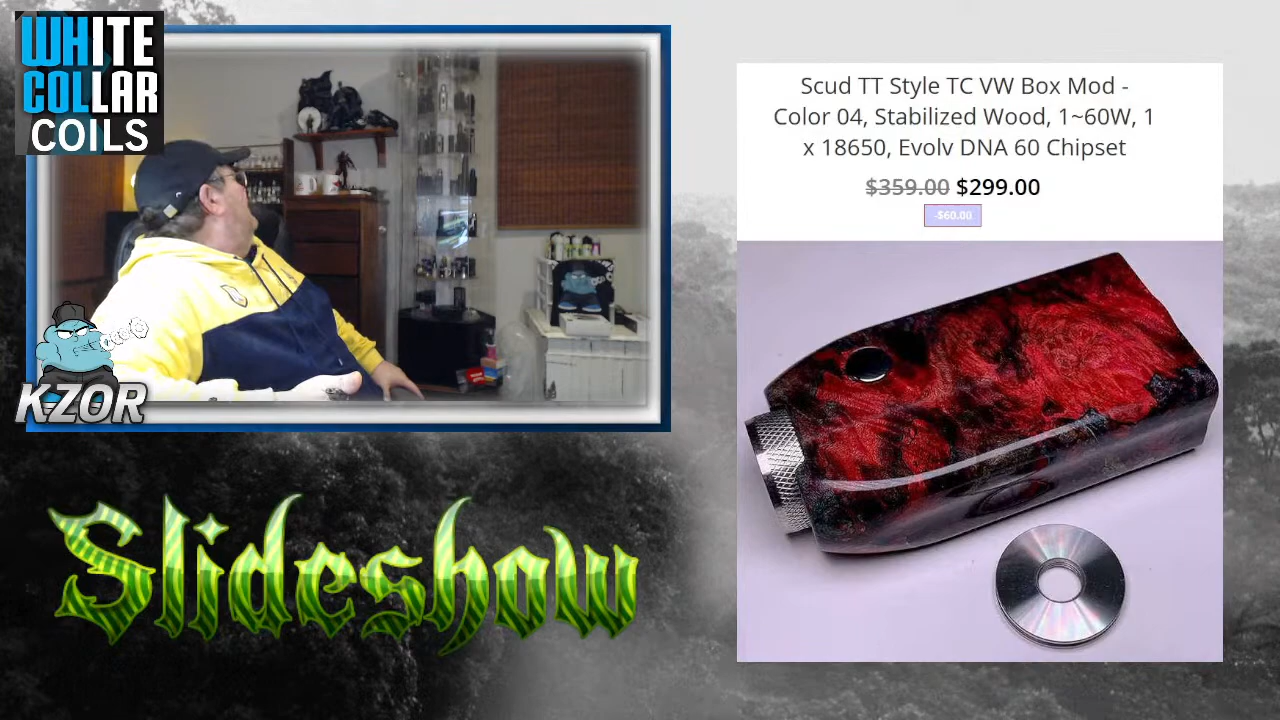 WHITE
COLLAR
COILS
KZOR
Slideshow
Scud TT Style TC VW Box Mod -
Color 04, Stabilized Wood, 1~60W, 1
x 18650, Evolv DNA 60 Chipset
$359.00 $299.00
-$60.00